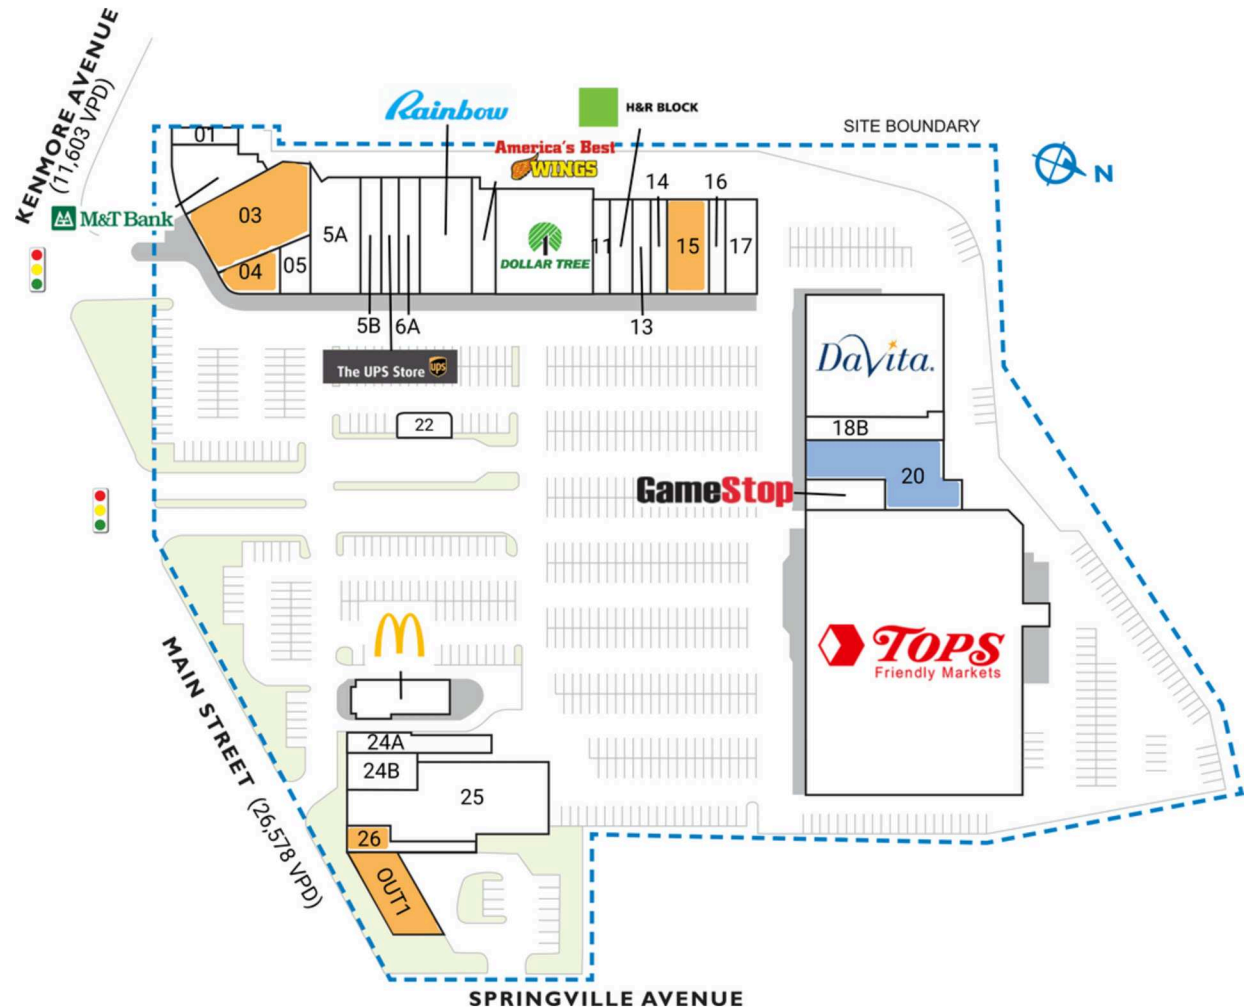 KENMORE AVENUE
(11,603 VPD)
Rainbow
H&R BLOCK
SITE BOUNDARY
America's Best
WINGS
01
14
16
N
M&T Bank
03
5A
11
15
17
04
05
DOLLAR TREE
5B
6A
13
The UPS Store
ups
DaVita.
22
18B
20
GameStop
TOPS
Friendly Markets
MAIN STREET (26,578 VPD)
24A
24B
25
26
OUT1
SPRINGVILLE AVENUE